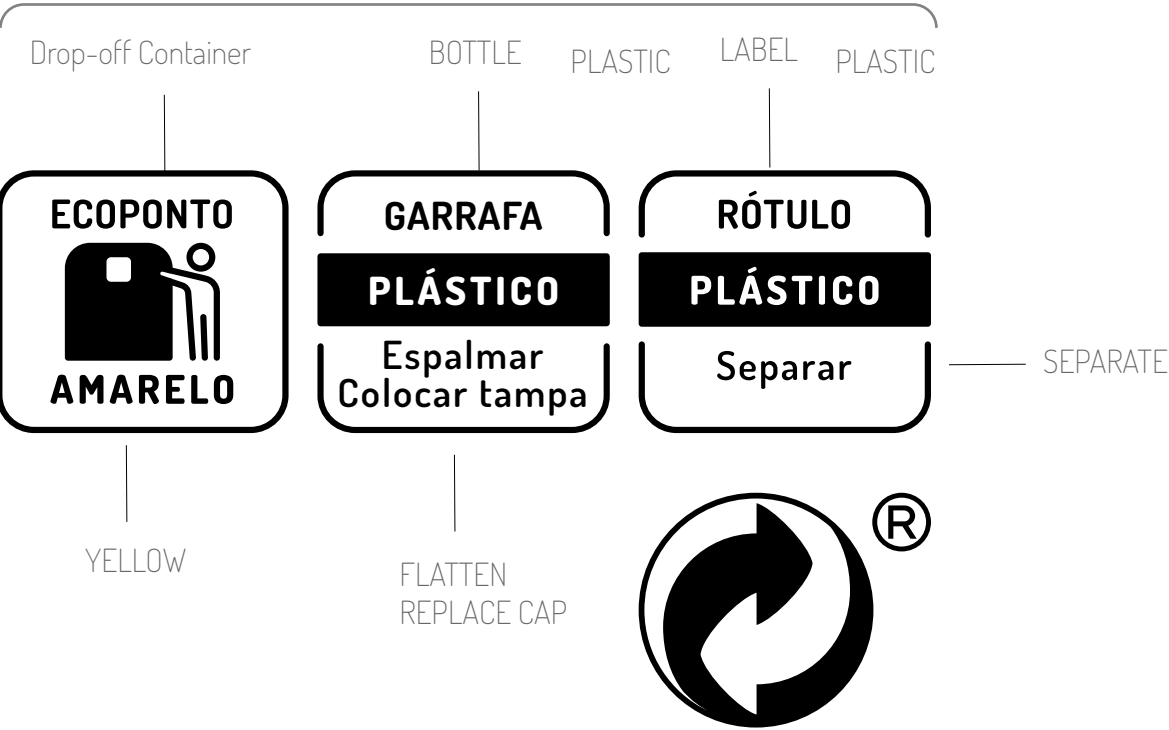 Drop-off Container
BOTTLE
PLASTIC
LABEL
PLASTIC
ECOPONTO
AMARELO
GARRAFA
PLÁSTICO
Espalmar
Colocar tampa
RÓTULO
PLÁSTICO
Separar
SEPARATE
YELLOW
FLATTEN
REPLACE CAP
®